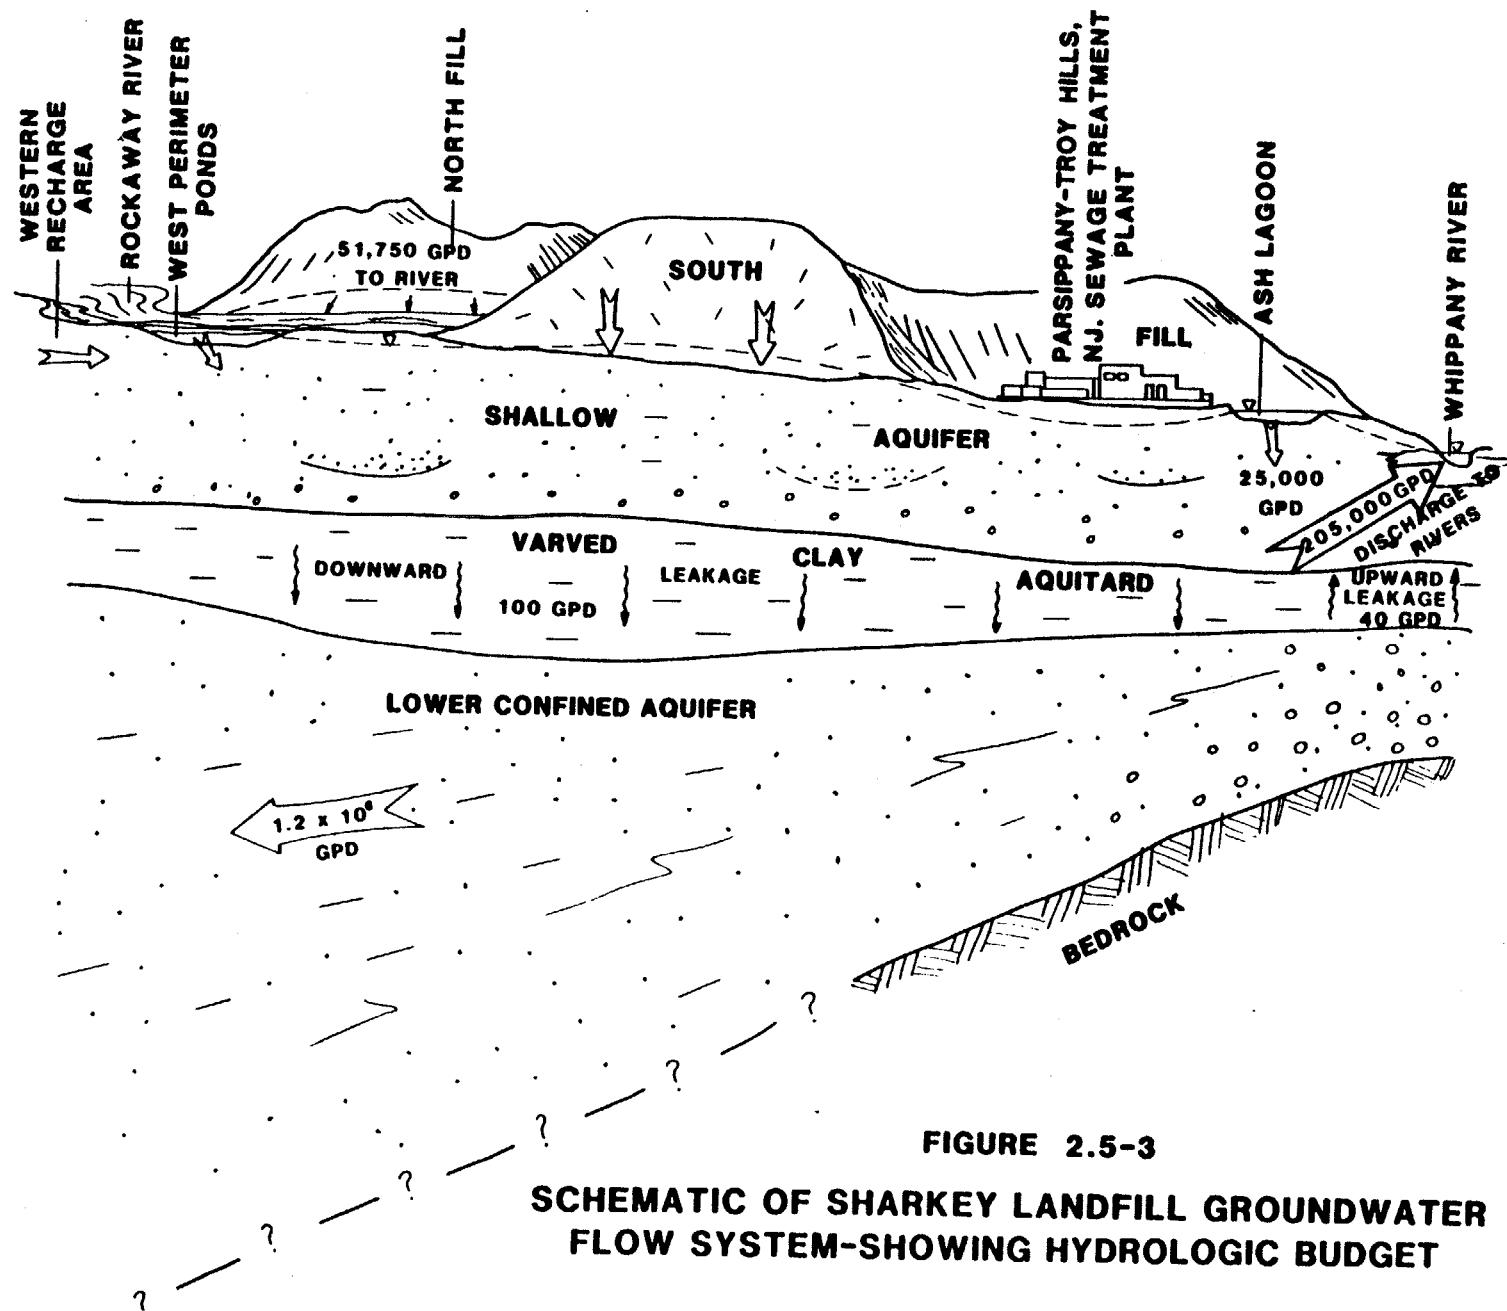 WESTERN
RECHARGE
AREA
ROCKAWAY RIVER
WEST PERIMETER
PONDS
NORTH FILL
PARSIPPANY-TROY HILLS,
NJ. SEWAGE TREATMENT
PLANT
ASH LAGOON
WHIPPANY RIVER
51,750 GPD
TO RIVER
SOUTH
FILL
SHALLOW
AQUIFER
25,000
GPD
205,000 GPD
DISCHARGE TO
RIVERS
VARVED
CLAY
AQUITARD
DOWNWARD
LEAKAGE
100 GPD
UPWARD
LEAKAGE
40 GPD
LOWER CONFINED AQUIFER
1.2 x 10⁶
GPD
BEDROCK
?
?
?
?
?
?
FIGURE 2.5-3
SCHEMATIC OF SHARKEY LANDFILL GROUNDWATER
FLOW SYSTEM-SHOWING HYDROLOGIC BUDGET